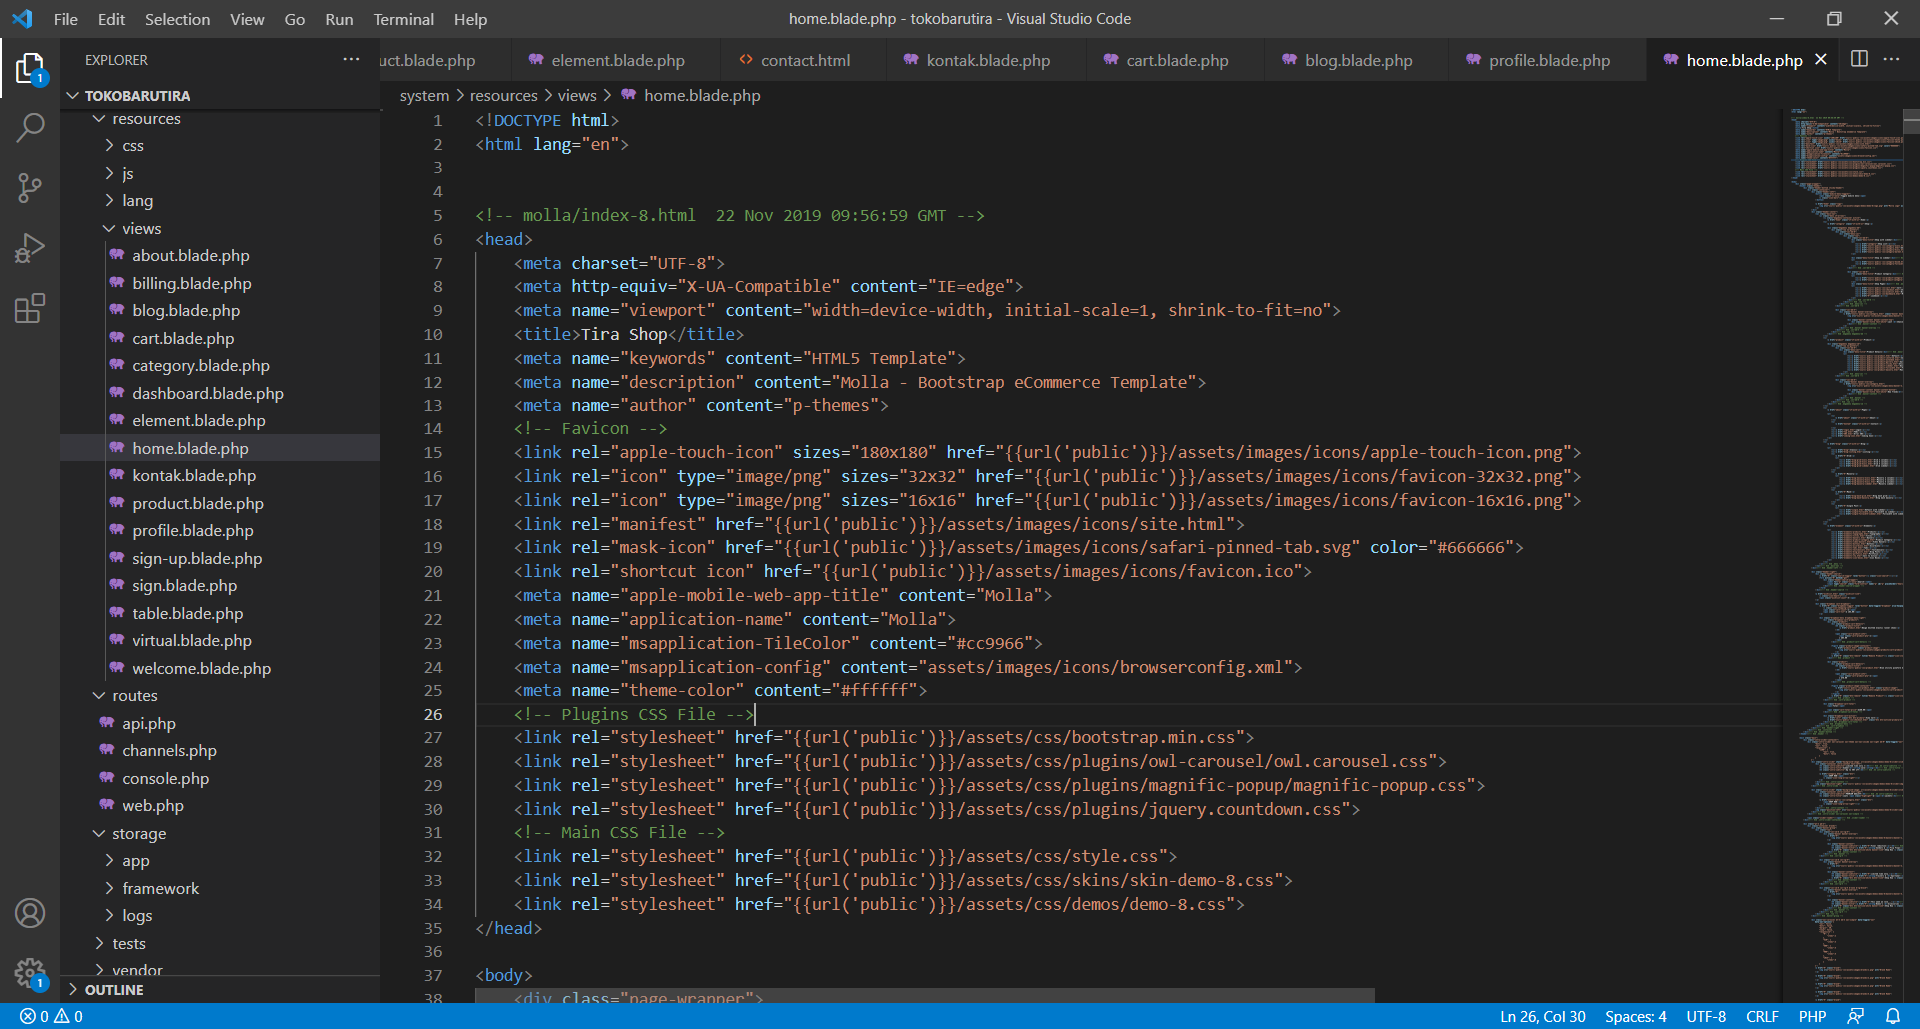 File Edit Selection View Go Run Terminal Help
home.blade.php - tokobarutira - Visual Studio Code
EXPLORER
uct.blade.php element.blade.php contact.html kontak.blade.php cart.blade.php blog.blade.php profile.blade.php home.blade.php
TOKOBARUTIRA
system > resources > views > home.blade.php
resources
css
js
lang
views
about.blade.php
billing.blade.php
blog.blade.php
cart.blade.php
category.blade.php
dashboard.blade.php
element.blade.php
home.blade.php
kontak.blade.php
product.blade.php
profile.blade.php
sign-up.blade.php
sign.blade.php
table.blade.php
virtual.blade.php
welcome.blade.php
routes
api.php
channels.php
console.php
web.php
storage
app
framework
logs
tests
vendor
OUTLINE
1
1
1 <!DOCTYPE html>
2 <html lang="en">
3
4
5 <!-- molla/index-8.html  22 Nov 2019 09:56:59 GMT -->
6 <head>
7 <meta charset="UTF-8">
8 <meta http-equiv="X-UA-Compatible" content="IE=edge">
9 <meta name="viewport" content="width=device-width, initial-scale=1, shrink-to-fit=no">
10 <title>Tira Shop</title>
11 <meta name="keywords" content="HTML5 Template">
12 <meta name="description" content="Molla - Bootstrap eCommerce Template">
13 <meta name="author" content="p-themes">
14 <!-- Favicon -->
15 <link rel="apple-touch-icon" sizes="180x180" href="{{url('public')}}/assets/images/icons/apple-touch-icon.png">
16 <link rel="icon" type="image/png" sizes="32x32" href="{{url('public')}}/assets/images/icons/favicon-32x32.png">
17 <link rel="icon" type="image/png" sizes="16x16" href="{{url('public')}}/assets/images/icons/favicon-16x16.png">
18 <link rel="manifest" href="{{url('public')}}/assets/images/icons/site.html">
19 <link rel="mask-icon" href="{{url('public')}}/assets/images/icons/safari-pinned-tab.svg" color="#666666">
20 <link rel="shortcut icon" href="{{url('public')}}/assets/images/icons/favicon.ico">
21 <meta name="apple-mobile-web-app-title" content="Molla">
22 <meta name="application-name" content="Molla">
23 <meta name="msapplication-TileColor" content="#cc9966">
24 <meta name="msapplication-config" content="assets/images/icons/browserconfig.xml">
25 <meta name="theme-color" content="#ffffff">
26 <!-- Plugins CSS File -->
27 <link rel="stylesheet" href="{{url('public')}}/assets/css/bootstrap.min.css">
28 <link rel="stylesheet" href="{{url('public')}}/assets/css/plugins/owl-carousel/owl.carousel.css">
29 <link rel="stylesheet" href="{{url('public')}}/assets/css/plugins/magnific-popup/magnific-popup.css">
30 <link rel="stylesheet" href="{{url('public')}}/assets/css/plugins/jquery.countdown.css">
31 <!-- Main CSS File -->
32 <link rel="stylesheet" href="{{url('public')}}/assets/css/style.css">
33 <link rel="stylesheet" href="{{url('public')}}/assets/css/skins/skin-demo-8.css">
34 <link rel="stylesheet" href="{{url('public')}}/assets/css/demos/demo-8.css">
35 </head>
36
37 <body>
38 <div class="page-wrapper">
0 0
Ln 26, Col 30 Spaces: 4 UTF-8 CRLF PHP